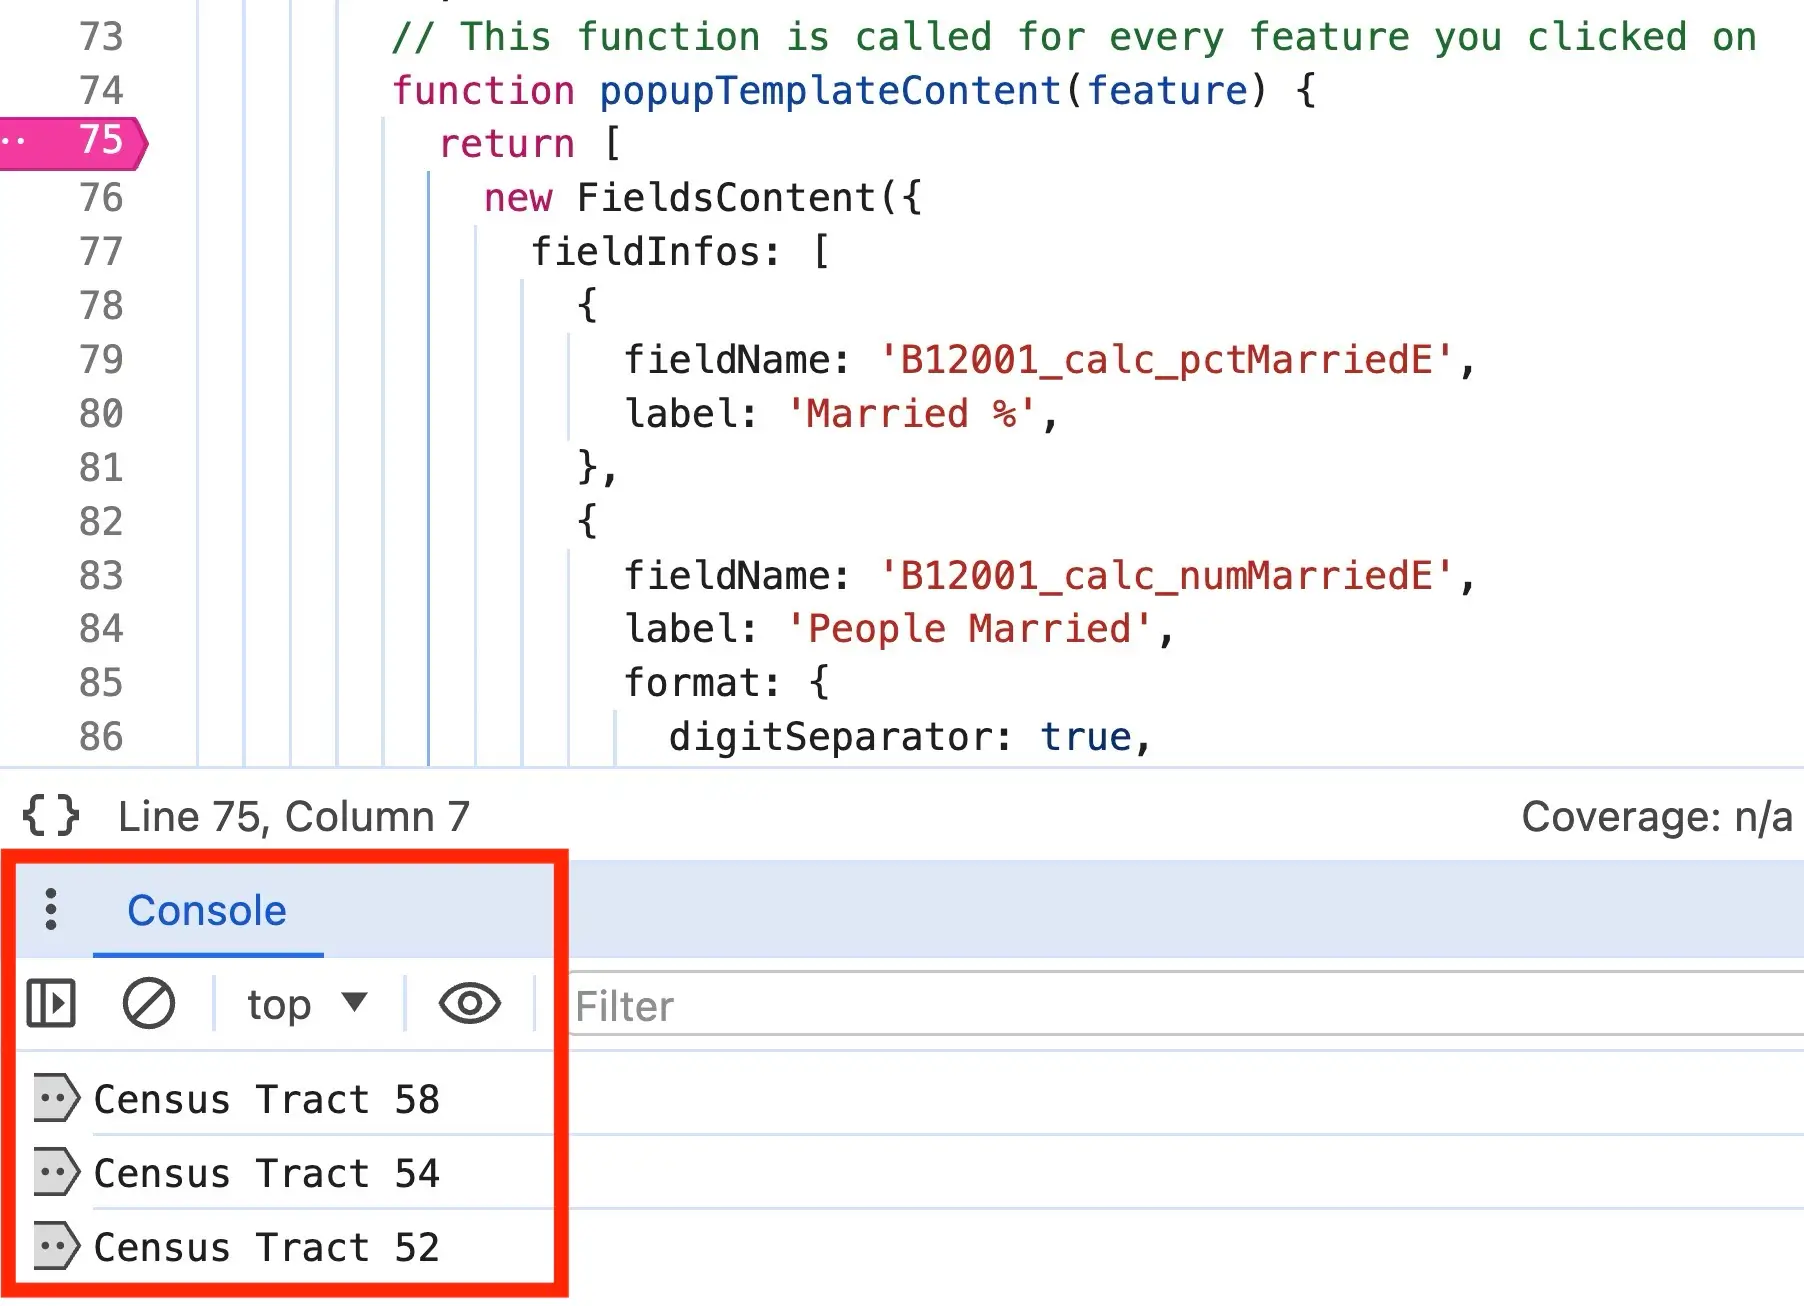 73 // This function is called for every feature you clicked on
74 function popupTemplateContent(feature) {
75 return [
76 new FieldsContent({
77 fieldInfos: [
78 {
79 fieldName: 'B12001_calc_pctMarriedE',
80 label: 'Married %',
81 },
82 {
83 fieldName: 'B12001_calc_numMarriedE',
84 label: 'People Married',
85 format: {
86 digitSeparator: true,
{} Line 75, Column 7 Coverage: n/a
Console
top Filter
Census Tract 58
Census Tract 54
Census Tract 52